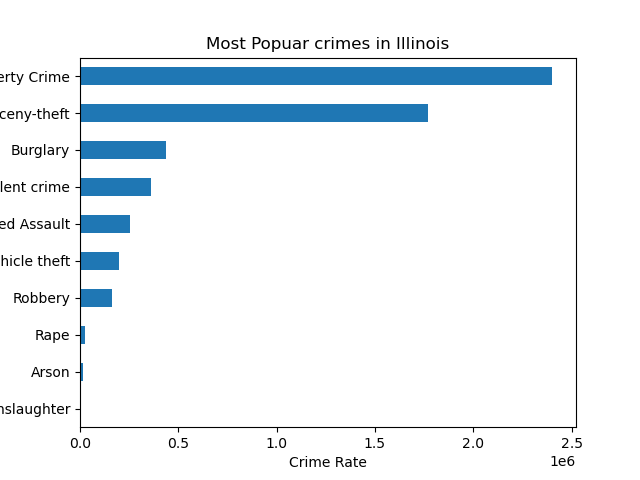 Most Popuar crimes in Illinois
erty Crime
ceny-theft
Burglary
lent crime
ed Assault
hicle theft
Robbery
Rape
Arson
nslaughter
0.0 0.5 1.0 1.5 2.0 2.5
1e6
Crime Rate